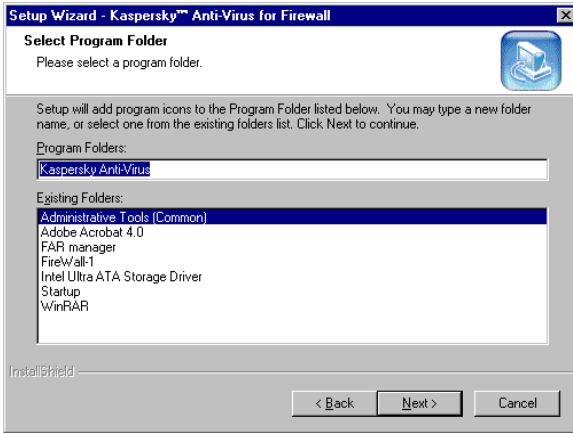 Setup Wizard - Kaspersky™ Anti-Virus for Firewall
Select Program Folder
Please select a program folder.
Setup will add program icons to the Program Folder listed below. You may type a new folder
name, or select one from the existing folders list. Click Next to continue.
Program Folders:
Kaspersky Anti-Virus
Existing Folders:
Administrative Tools (Common)
Adobe Acrobat 4.0
FAR manager
FireWall-1
Intel Ultra ATA Storage Driver
Startup
WinRAR
InstallShield
< Back
Next >
Cancel